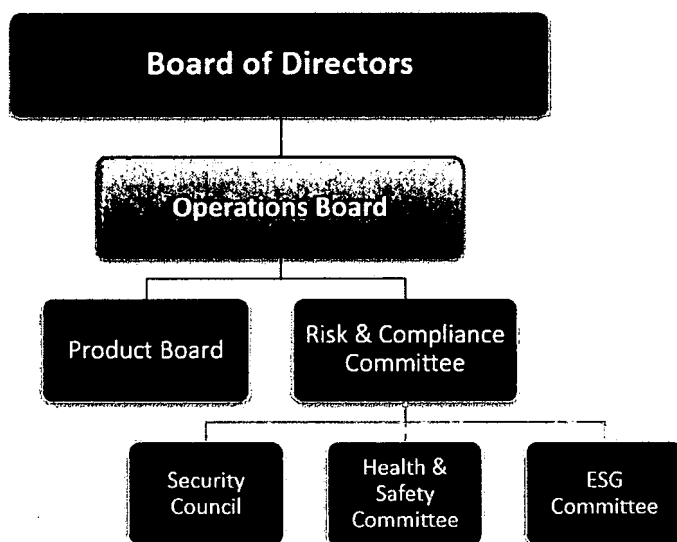 Board of Directors
Operations Board
Product Board
Risk & Compliance
Committee
Security
Council
Health &
Safety
Committee
ESG
Committee